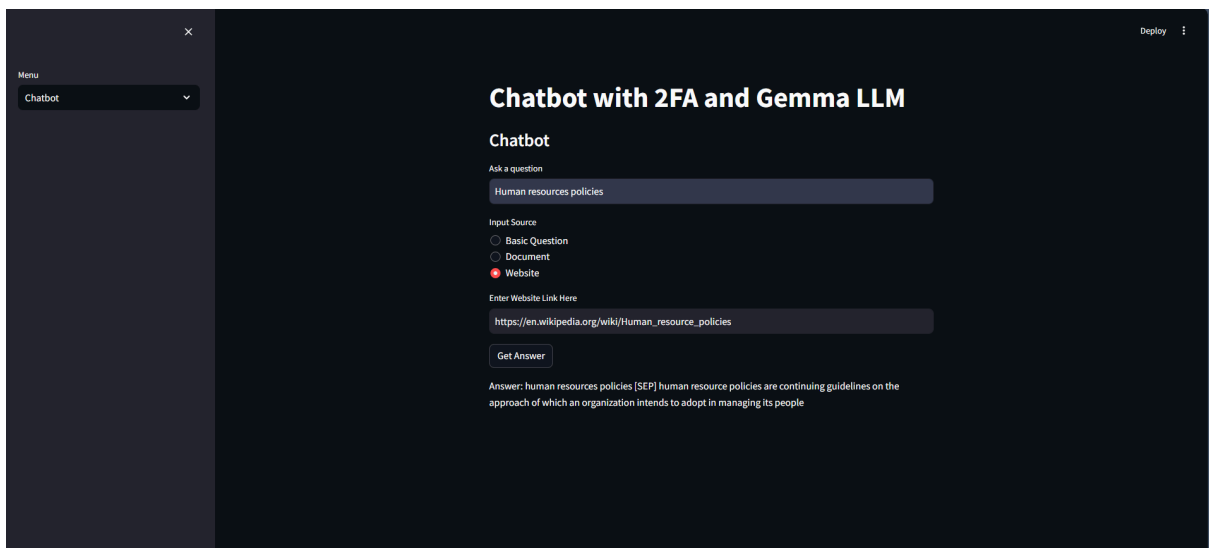 Deploy
Menu
Chatbot
Chatbot with 2FA and Gemma LLM
Chatbot
Ask a question
Human resources policies
Input Source
Basic Question
Document
Website
Enter Website Link Here
https://en.wikipedia.org/wiki/Human_resource_policies
Get Answer
Answer: human resources policies [SEP] human resource policies are continuing guidelines on the
approach of which an organization intends to adopt in managing its people